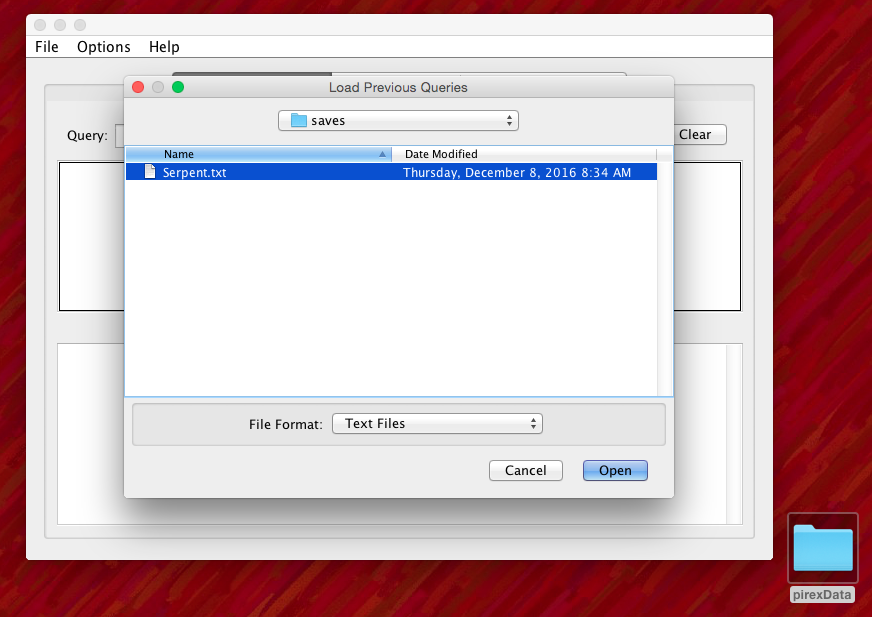 File Options Help
Load Previous Queries
saves
Query:
Clear
Name Date Modified
Serpent.txt Thursday, December 8, 2016 8:34 AM
File Format: Text Files
Cancel Open
pirexData